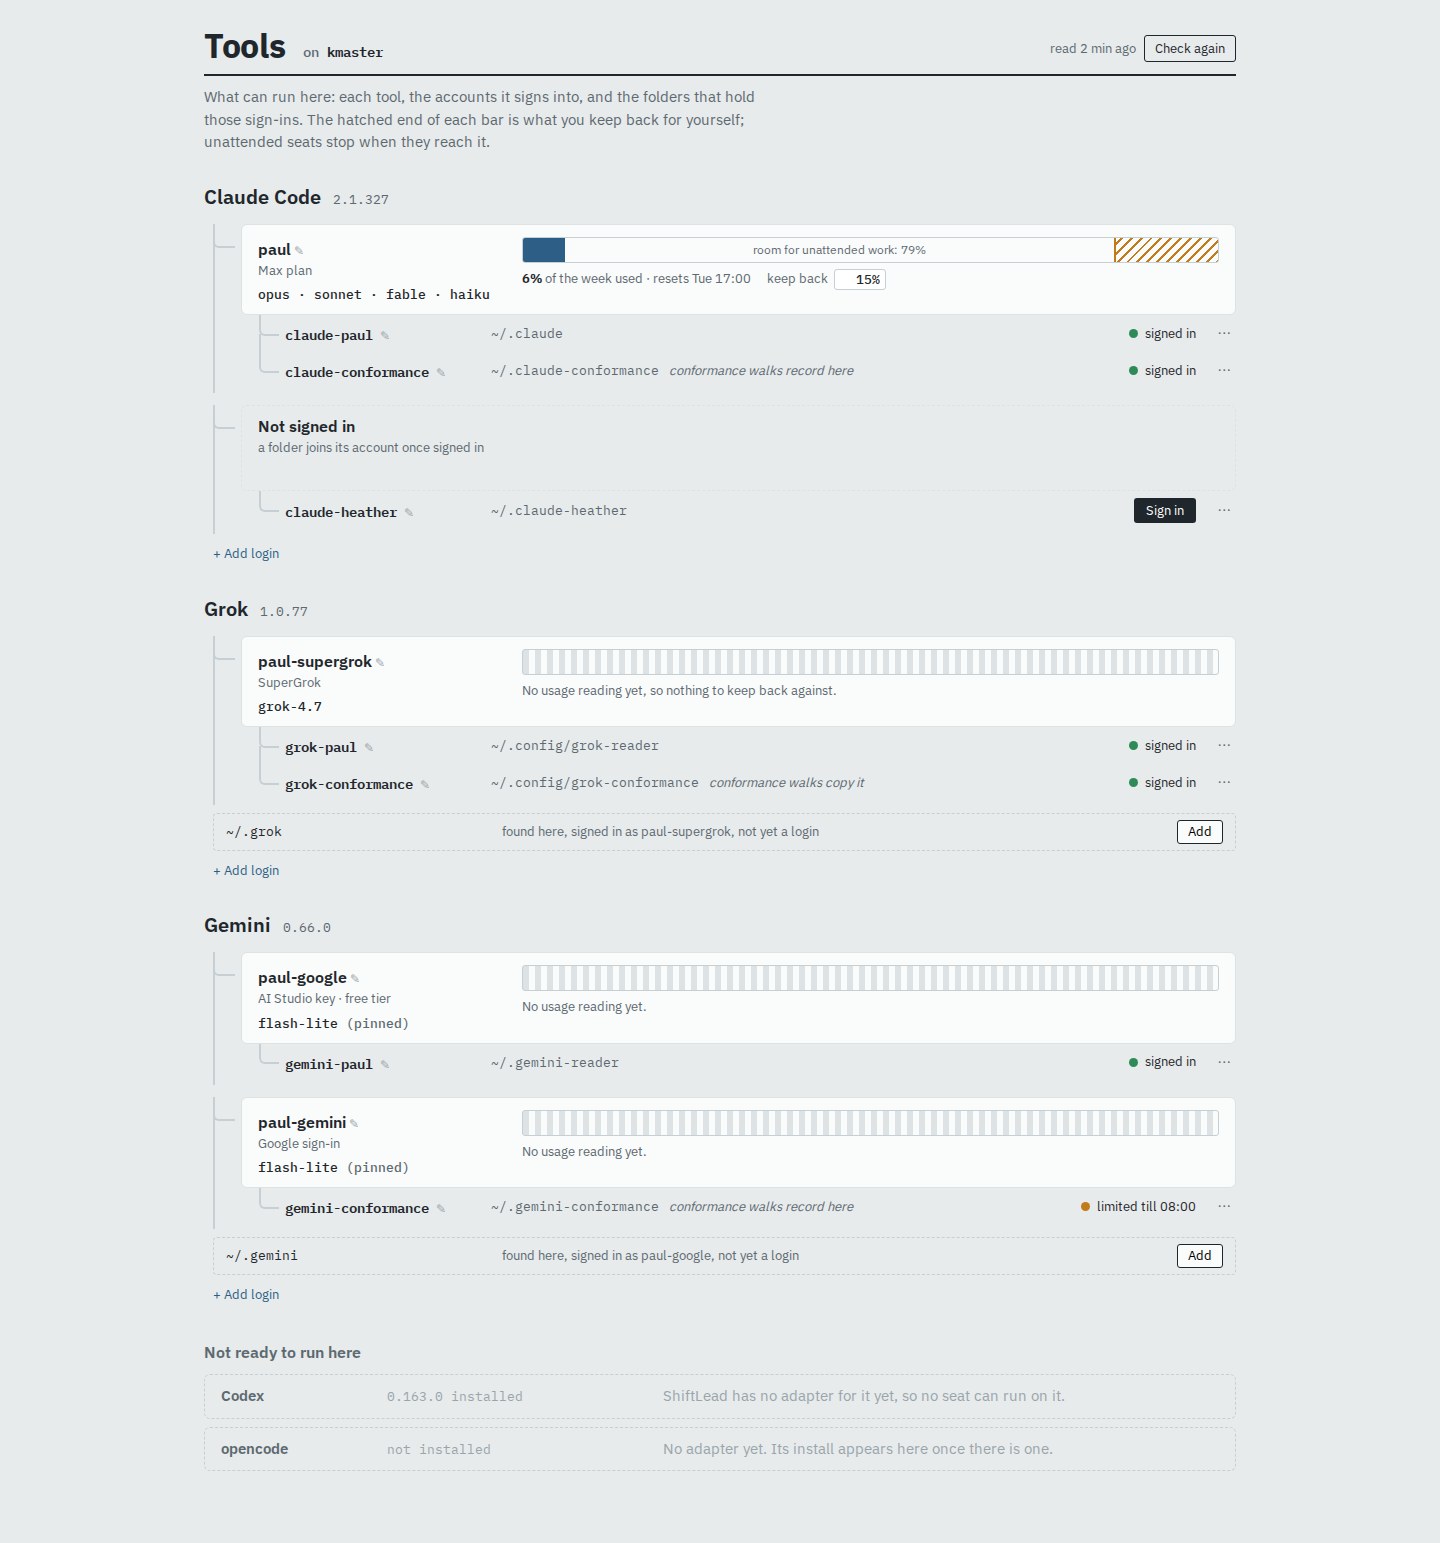 Tools on kmaster read 2 min ago Check again
What can run here: each tool, the accounts it signs into, and the folders that hold
those sign-ins. The hatched end of each bar is what you keep back for yourself;
unattended seats stop when they reach it.
Claude Code 2.1.327
paul ✎ room for unattended work: 79%
Max plan 6% of the week used · resets Tue 17:00 keep back 15%
opus · sonnet · fable · haiku
claude-paul ✎ ~/.claude signed in ···
claude-conformance ✎ ~/.claude-conformance conformance walks record here signed in ···
Not signed in
a folder joins its account once signed in
claude-heather ✎ ~/.claude-heather Sign in ···
+ Add login
Grok 1.0.77
paul-supergrok ✎
SuperGrok No usage reading yet, so nothing to keep back against.
grok-4.7
grok-paul ✎ ~/.config/grok-reader signed in ···
grok-conformance ✎ ~/.config/grok-conformance conformance walks copy it signed in ···
~/.grok found here, signed in as paul-supergrok, not yet a login Add
+ Add login
Gemini 0.66.0
paul-google ✎
AI Studio key · free tier No usage reading yet.
flash-lite (pinned)
gemini-paul ✎ ~/.gemini-reader signed in ···
paul-gemini ✎
Google sign-in No usage reading yet.
flash-lite (pinned)
gemini-conformance ✎ ~/.gemini-conformance conformance walks record here limited till 08:00 ···
~/.gemini found here, signed in as paul-google, not yet a login Add
+ Add login
Not ready to run here
Codex 0.163.0 installed ShiftLead has no adapter for it yet, so no seat can run on it.
opencode not installed No adapter yet. Its install appears here once there is one.